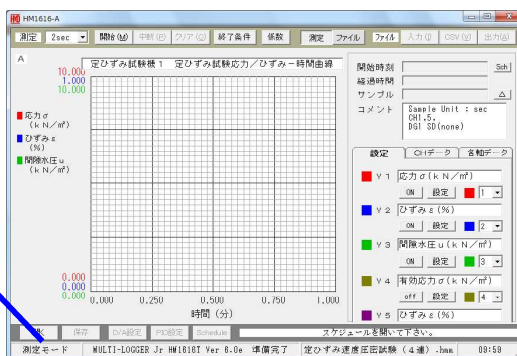 HM1616-A
測定 2sec 開始(M) 中断(P) クリア(C) 終了条件 係数 測定 ファイル ファイル 入力(I) CSV(V) 出力(A)
A
定ひずみ試験機1 定ひずみ試験応力/ひずみ-時間曲線
10.000
1.000
10.000
応力σ
(kN/㎡)
ひずみε
(%)
間隙水圧u
(kN/㎡)
0.000
0.000
0.000
0.000 0.250 0.500 0.750 1.000
時間 (分)
開始時刻 Sch
経過時間
サンプル △
コメント Sample Unit : sec
CH1.5.
DG1 SD(none)
設定 CHデータ 各軸データ
Y1 応力σ(kN/㎡)
ON 設定 1
Y2 ひずみε(%)
ON 設定 2
Y3 間隙水圧u(kN/㎡)
ON 設定 3
Y4 有効応力σ(kN/㎡)
off 設定 4
Y5 ひずみε(%)
保存 D/A設定 PID設定 Schedule スケジュールを開いて下さい。
測定モード MULTI-LOGGER Jr HM1616T Ver 6.0e 準備完了 定ひずみ速度圧密試験(4連).hmm 09:59